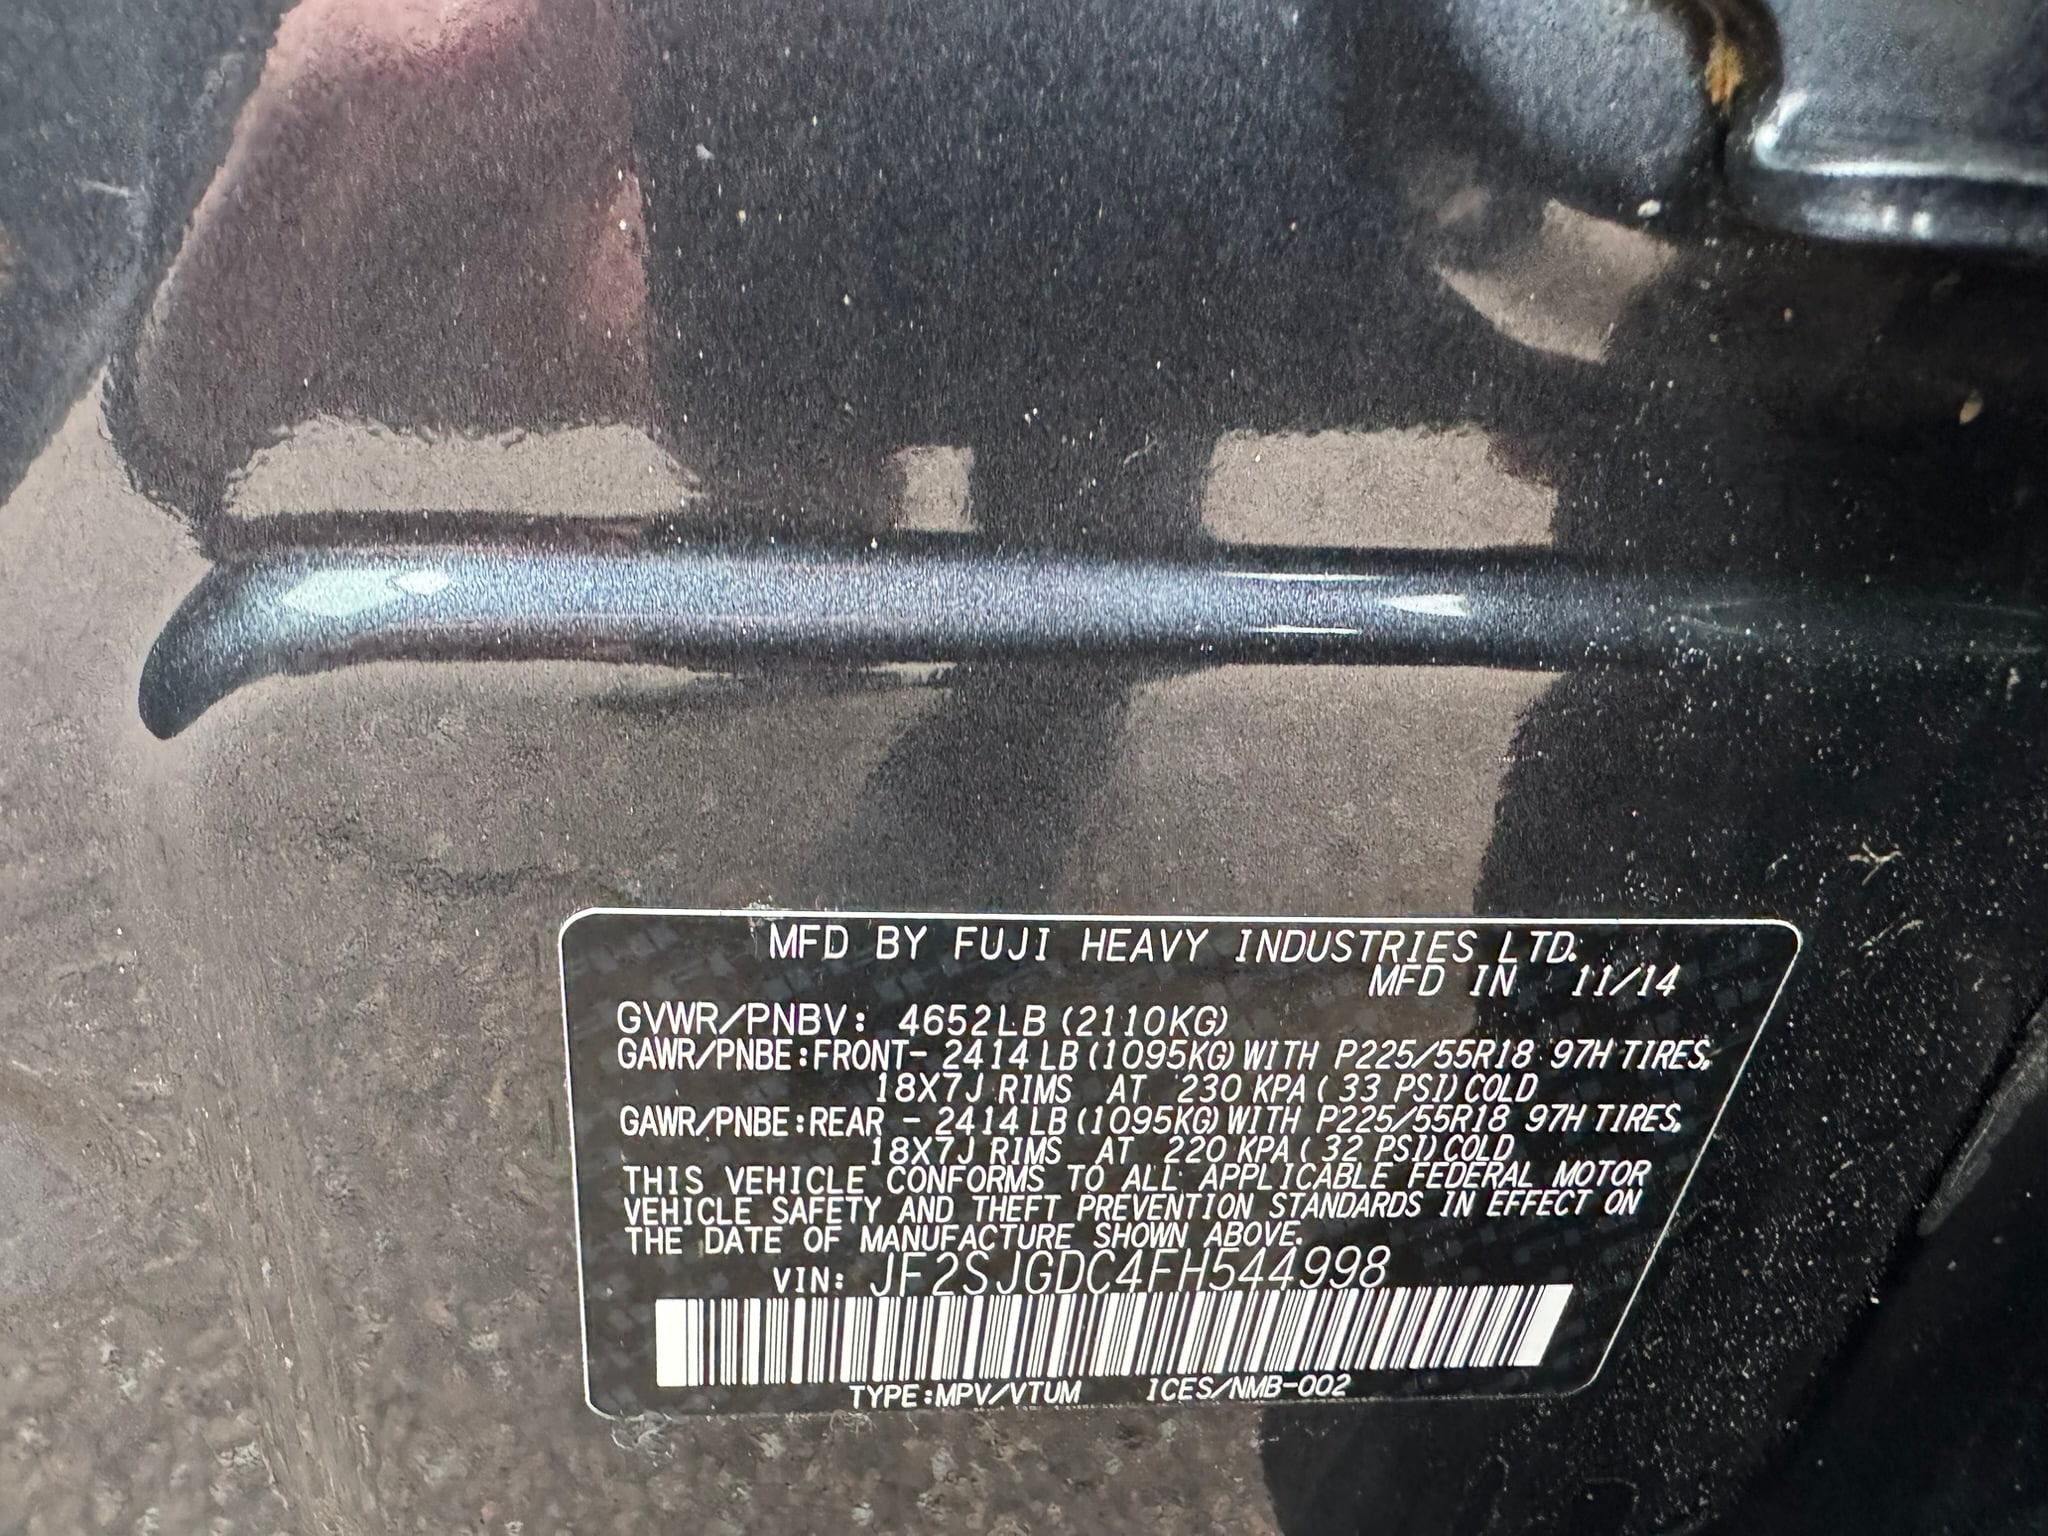 MFD BY FUJI HEAVY INDUSTRIES LTD.
MFD IN 11/14
GVWR/PNBV: 4652LB (2110KG)
GAWR/PNBE:FRONT- 2414 LB (1095KG) WITH P225/55R18 97H TIRES,
18X7J RIMS AT 230 KPA ( 33 PSI) COLD
GAWR/PNBE:REAR - 2414 LB (1095KG) WITH P225/55R18 97H TIRES,
18X7J RIMS AT 220 KPA ( 32 PSI) COLD
THIS VEHICLE CONFORMS TO ALL APPLICABLE FEDERAL MOTOR
VEHICLE SAFETY AND THEFT PREVENTION STANDARDS IN EFFECT ON
THE DATE OF MANUFACTURE SHOWN ABOVE.
VIN: JF2SJGDC4FH544998
TYPE:MPV/VTUM ICES/NMB-002